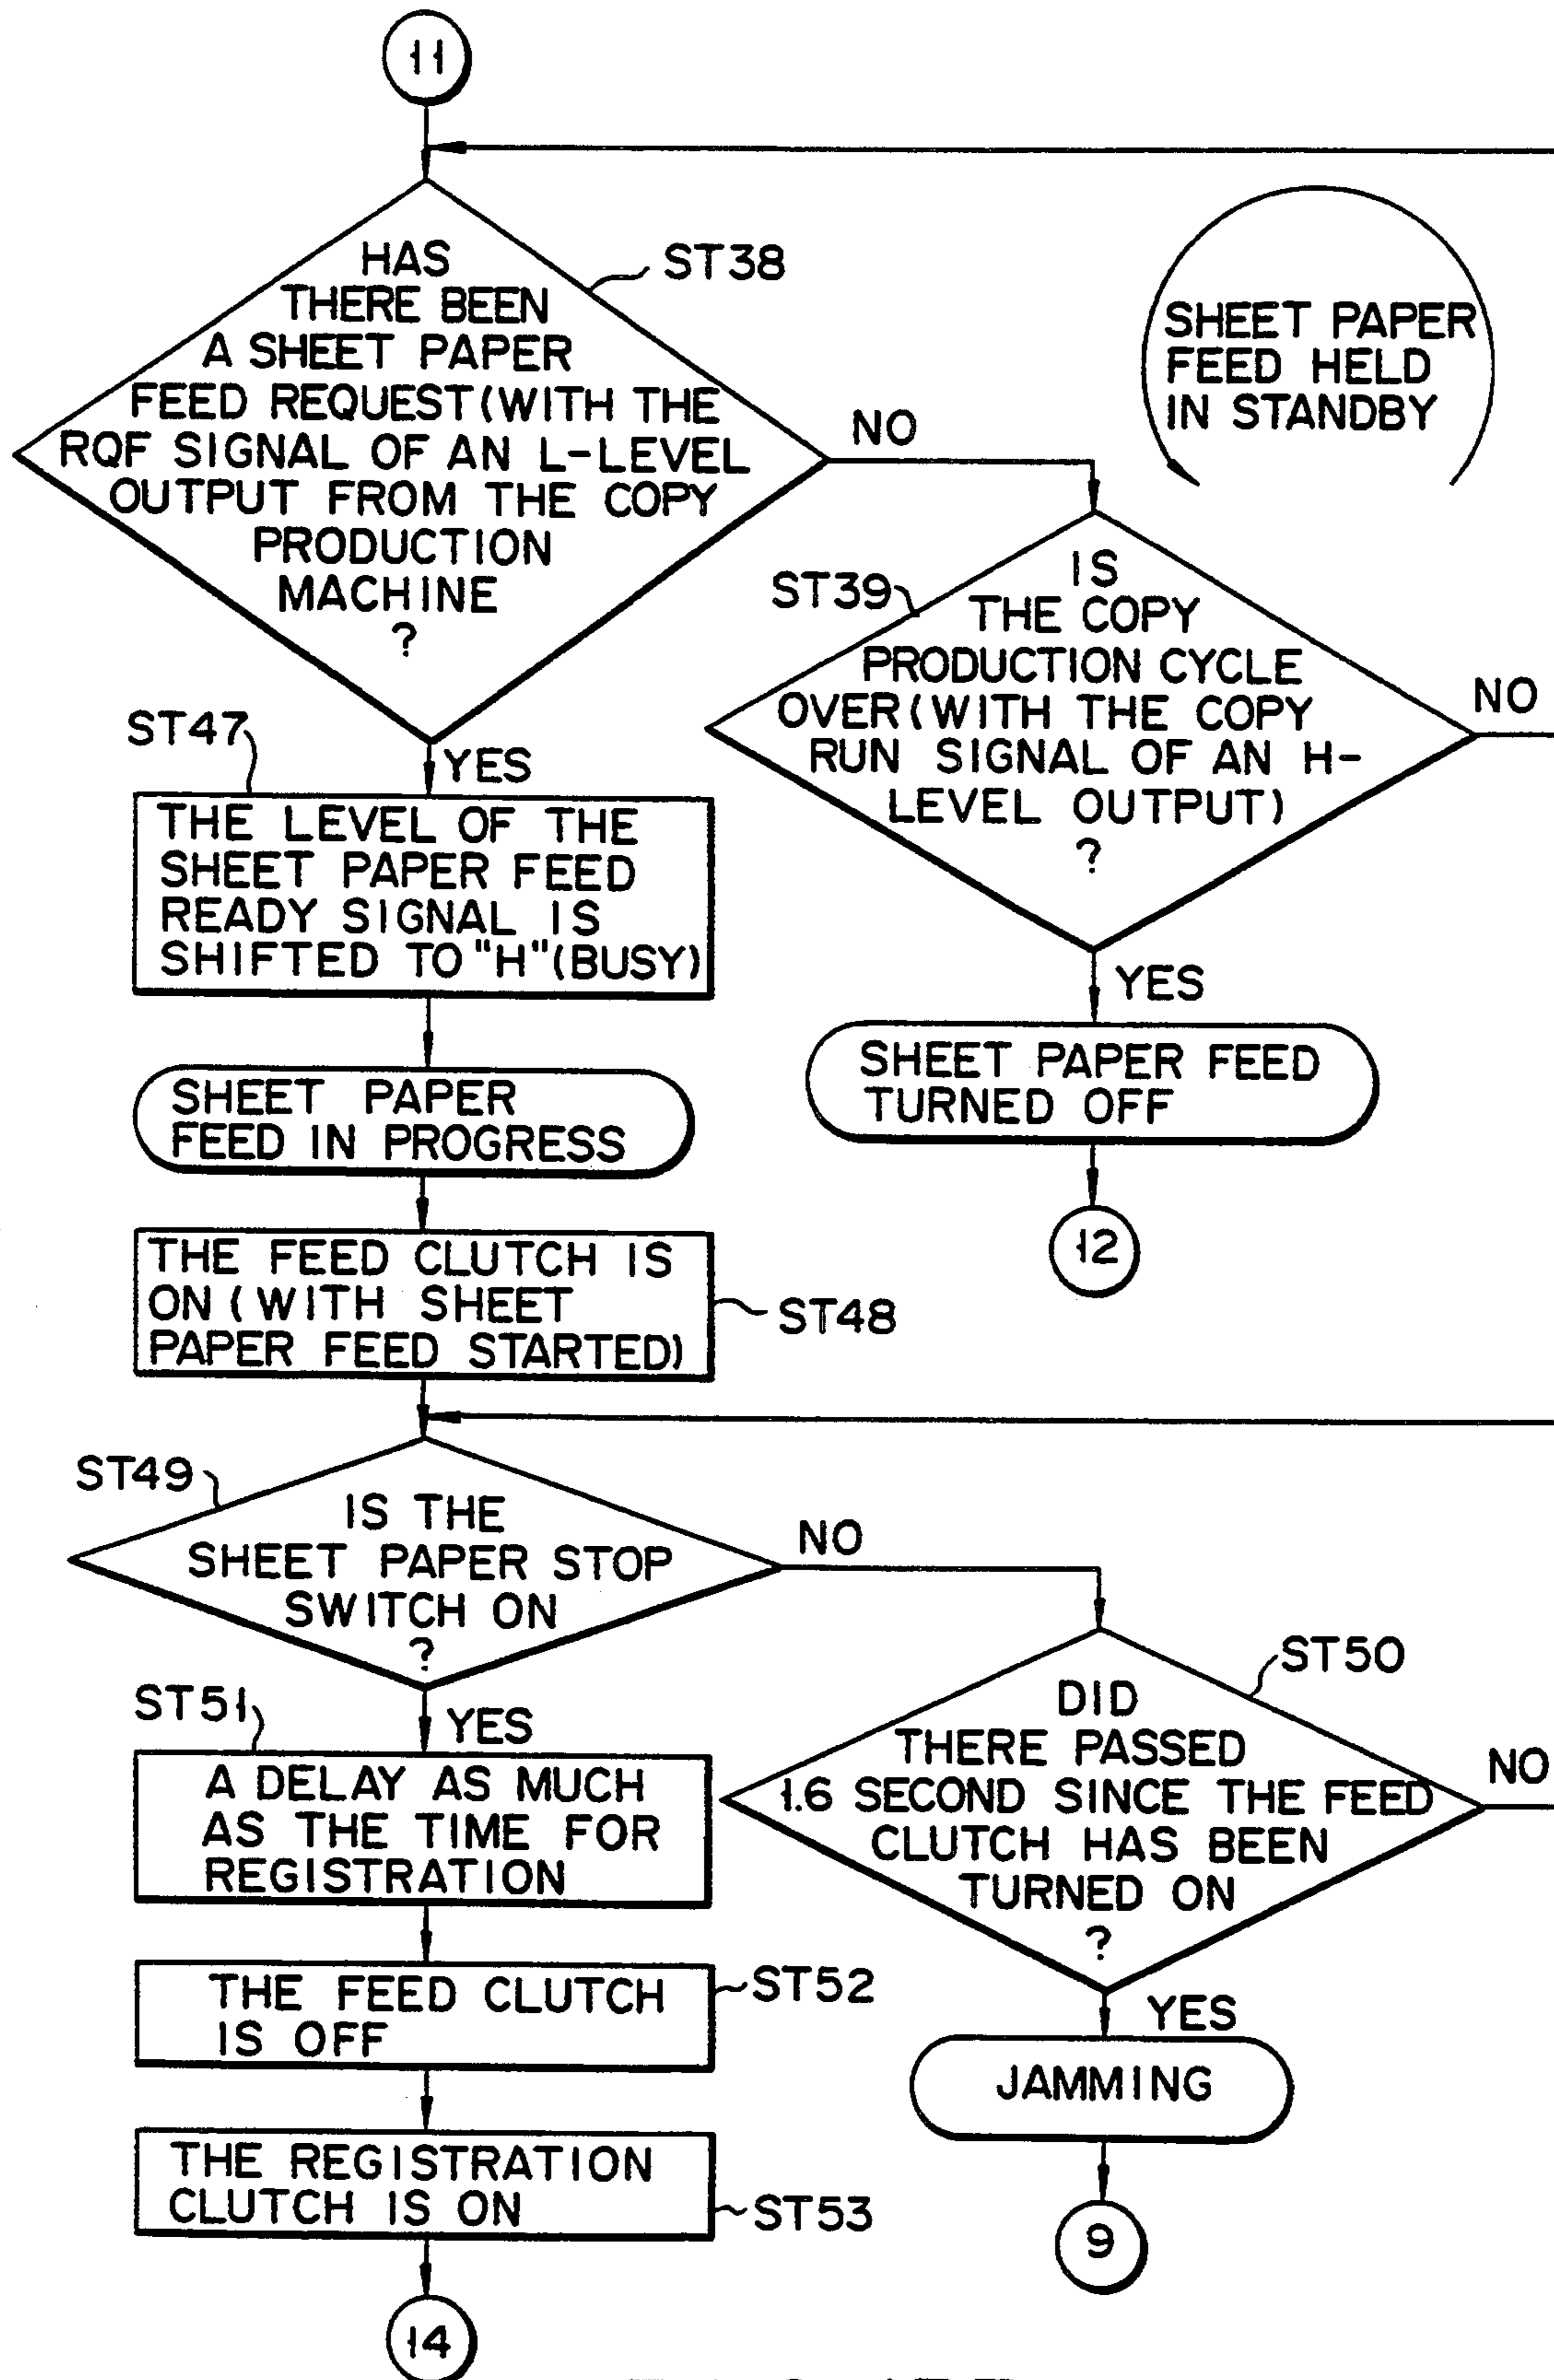 11
HAS
THERE BEEN
A SHEET PAPER
FEED REQUEST (WITH THE
RQF SIGNAL OF AN L-LEVEL
OUTPUT FROM THE COPY
PRODUCTION
MACHINE
?
ST38
NO
SHEET PAPER
FEED HELD
IN STANDBY
ST39
IS
THE COPY
PRODUCTION CYCLE
OVER (WITH THE COPY
RUN SIGNAL OF AN H-
LEVEL OUTPUT)
?
NO
YES
SHEET PAPER FEED
TURNED OFF
12
ST47
YES
THE LEVEL OF THE
SHEET PAPER FEED
READY SIGNAL IS
SHIFTED TO "H" (BUSY)
SHEET PAPER
FEED IN PROGRESS
THE FEED CLUTCH IS
ON (WITH SHEET
PAPER FEED STARTED)
ST48
ST49
IS THE
SHEET PAPER STOP
SWITCH ON
?
NO
ST50
DID
THERE PASSED
1.6 SECOND SINCE THE FEED
CLUTCH HAS BEEN
TURNED ON
?
NO
YES
JAMMING
9
ST51
YES
A DELAY AS MUCH
AS THE TIME FOR
REGISTRATION
THE FEED CLUTCH
IS OFF
ST52
THE REGISTRATION
CLUTCH IS ON
ST53
14